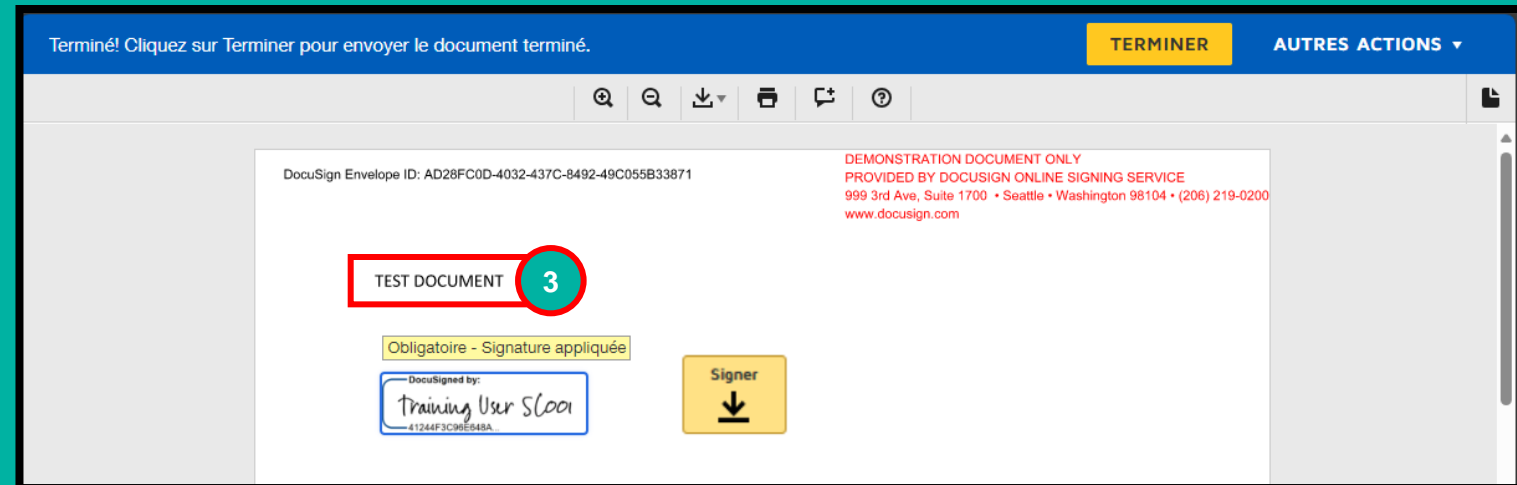 Terminé! Cliquez sur Terminer pour envoyer le document terminé.
TERMINER
AUTRES ACTIONS
DocuSign Envelope ID: AD28FC0D-4032-437C-8492-49C055B33871
DEMONSTRATION DOCUMENT ONLY
PROVIDED BY DOCUSIGN ONLINE SIGNING SERVICE
999 3rd Ave, Suite 1700 • Seattle • Washington 98104 • (206) 219-0200
www.docusign.com
TEST DOCUMENT
3
Obligatoire - Signature appliquée
DocuSigned by:
Training User SC001
41244F3C96E648A...
Signer